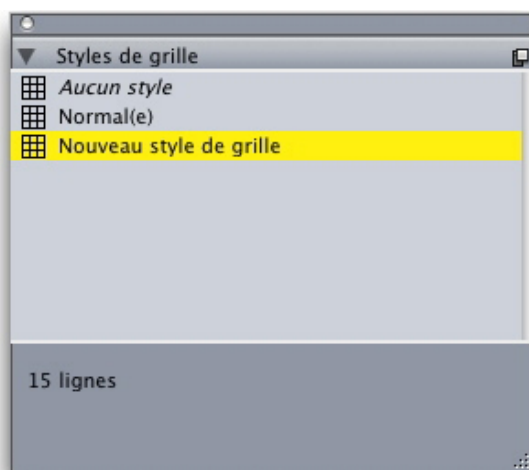 Styles de grille
Aucun style
Normal(e)
Nouveau style de grille
15 lignes